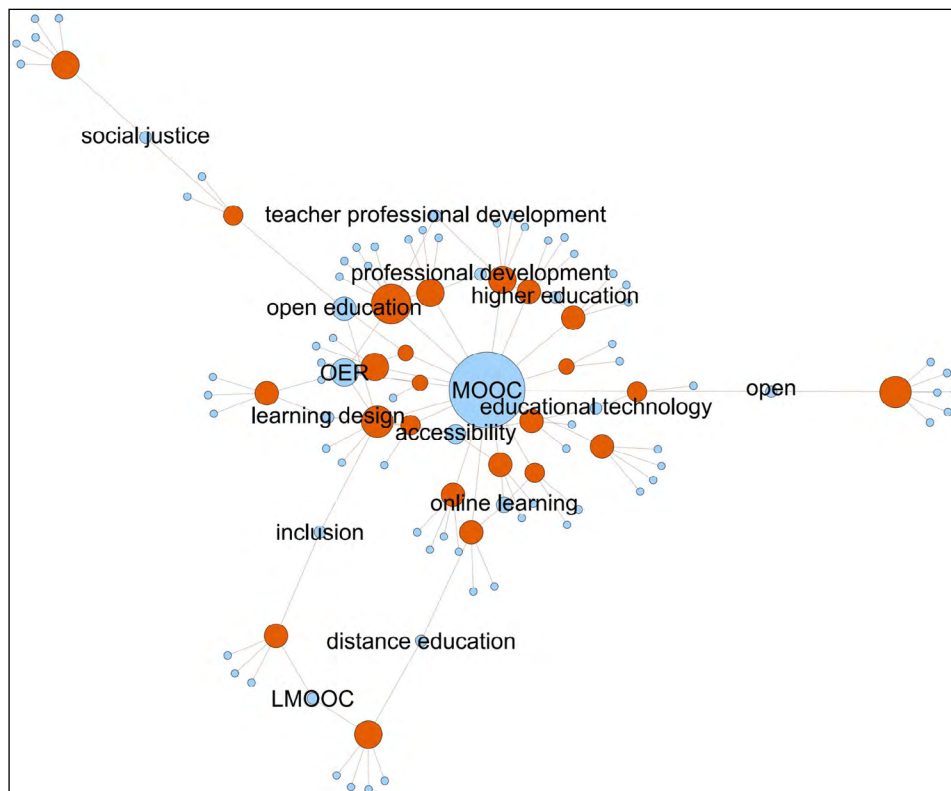 social justice
teacher professional development
professional development
higher education
open education
OER
MOOC
open
educational technology
learning design
accessibility
online learning
inclusion
distance education
LMOOC